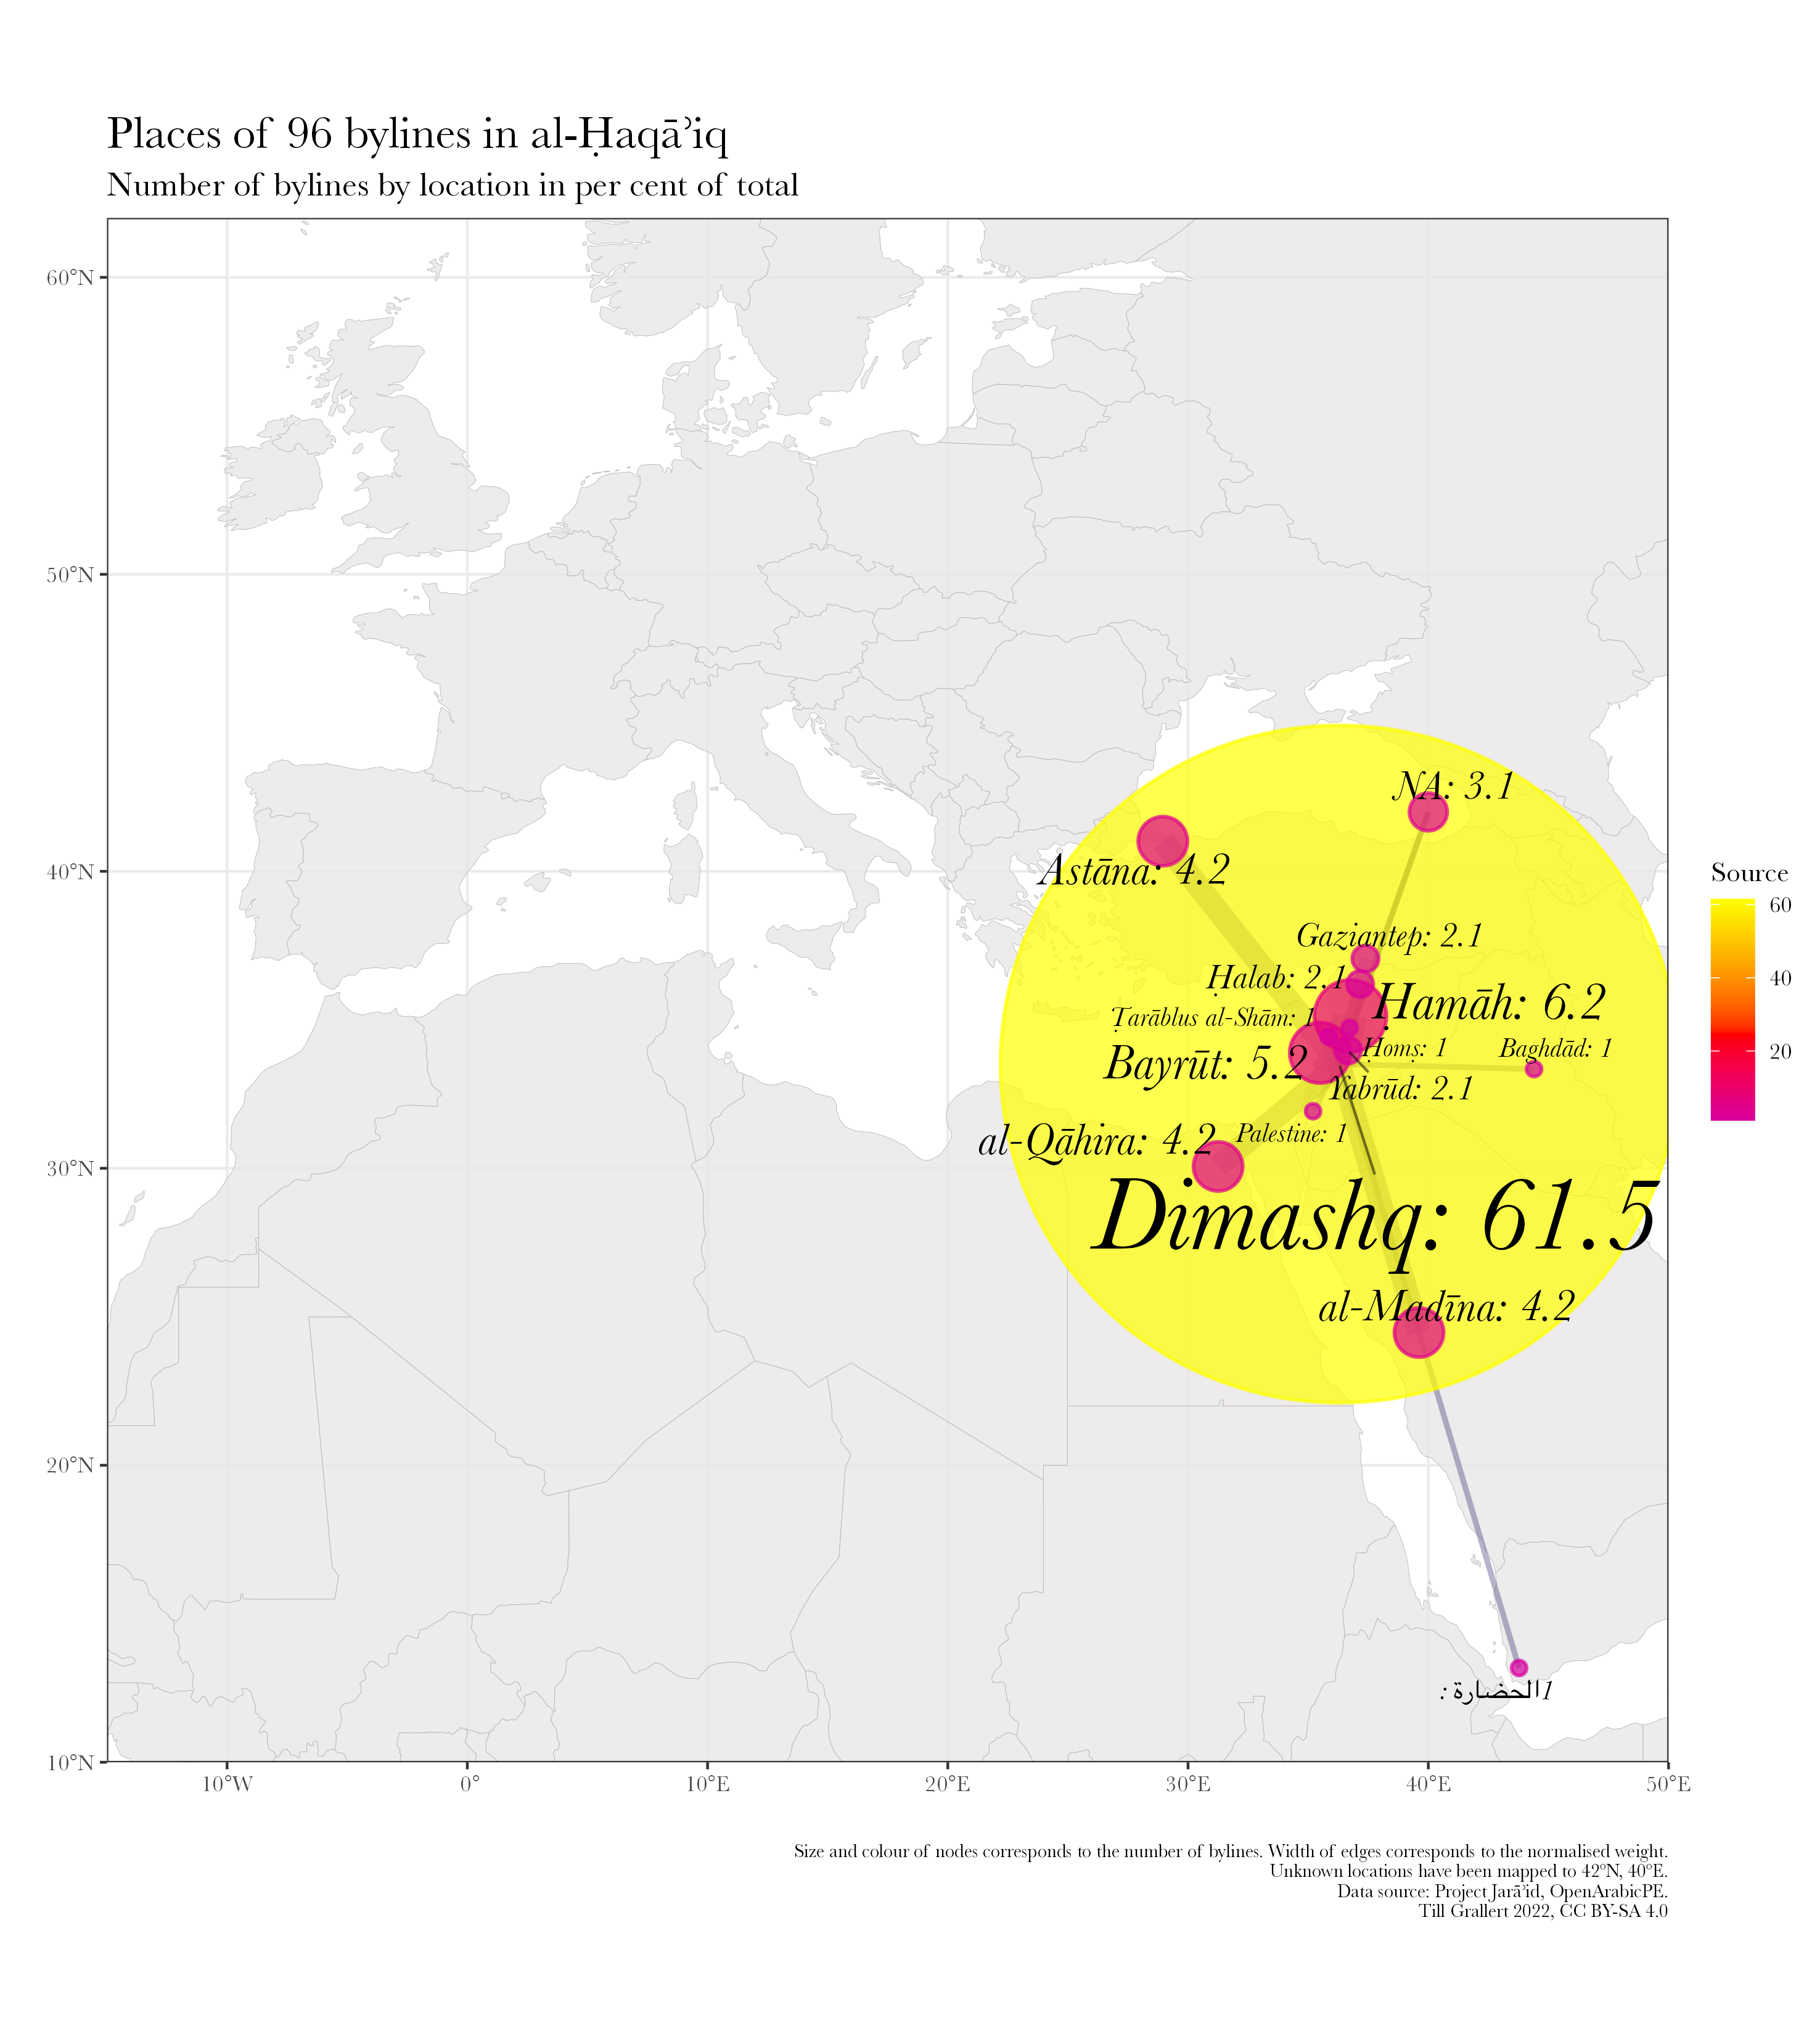 Places of 96 bylines in al-Ḥaqāʾiq
Number of bylines by location in per cent of total
60°N
50°N
40°N
30°N
20°N
10°N
NA: 3.1
Astāna: 4.2
Gaziantep: 2.1
Ḥalab: 2.1
Ḥamāh: 6.2
Ṭarāblus al-Shām: 1
Ḥomṣ: 1
Baghdād: 1
Bayrūt: 5.2
Yabrūd: 2.1
Palestine: 1
al-Qāhira: 4.2
Dimashq: 61.5
al-Madīna: 4.2
الحضارة: 1
10°W
0°
10°E
20°E
30°E
40°E
50°E
Source
60
40
20
Size and colour of nodes corresponds to the number of bylines. Width of edges corresponds to the normalised weight.
Unknown locations have been mapped to 42°N, 40°E.
Data source: Project Jarāʾid, OpenArabicPE.
Till Grallert 2022, CC BY-SA 4.0